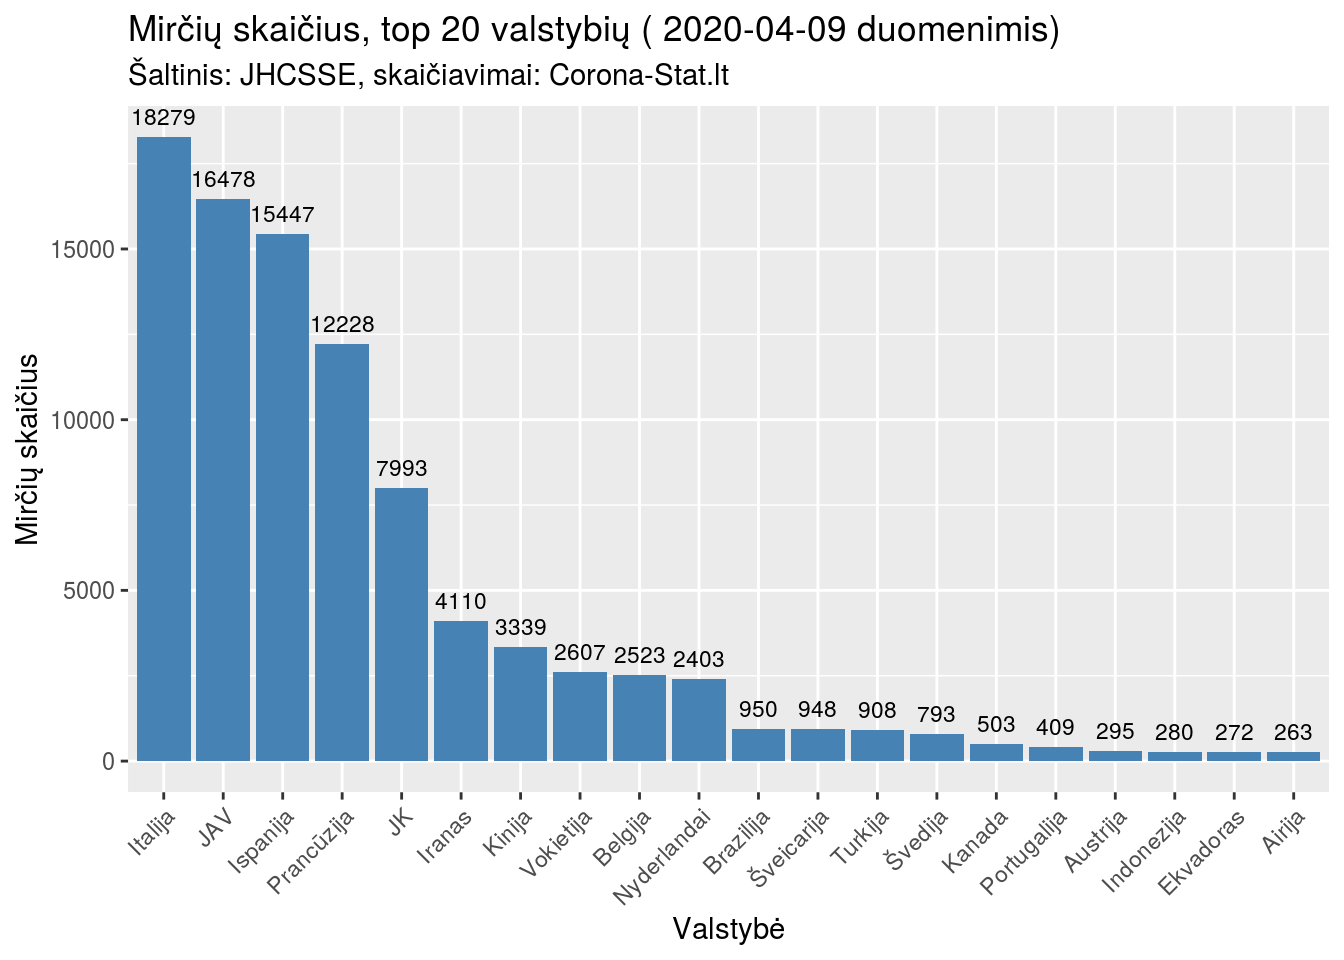 Mirčių skaičius, top 20 valstybių ( 2020-04-09 duomenimis)
Šaltinis: JHCSSE, skaičiavimai: Corona-Stat.lt
Mirčių skaičius
15000
10000
5000
0
18279
16478
15447
12228
7993
4110
3339
2607
2523
2403
950
948
908
793
503
409
295
280
272
263
Italija
JAV
Ispanija
Prancūzija
JK
Iranas
Kinija
Vokietija
Belgija
Nyderlandai
Brazilija
Šveicarija
Turkija
Švedija
Kanada
Portugalija
Austrija
Indonezija
Ekvadoras
Airija
Valstybė